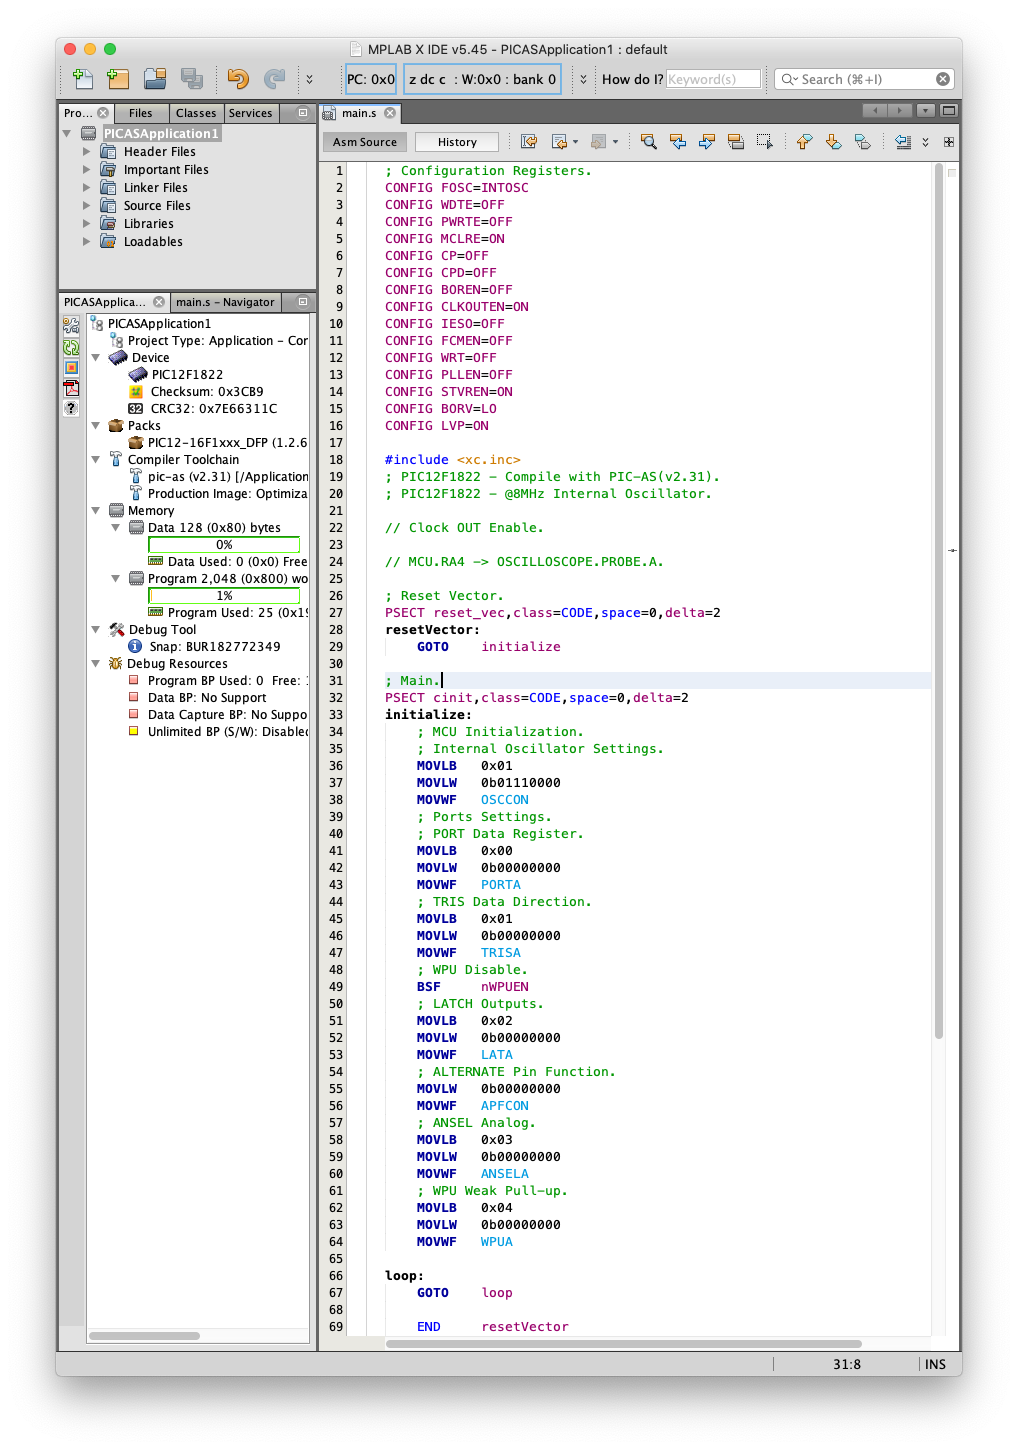 MPLAB X IDE v5.45 - PICASApplication1 : default
PC: 0x0 z dc c : W:0x0 : bank 0 How do I? Keyword(s) Search (⌘+I)
Pro... Files Classes Services
PICASApplication1
Header Files
Important Files
Linker Files
Source Files
Libraries
Loadables
PICASApplica... main.s - Navigator
PICASApplication1
Project Type: Application - Cor
Device
PIC12F1822
Checksum: 0x3CB9
32 CRC32: 0x7E66311C
Packs
PIC12-16F1xxx_DFP (1.2.6
Compiler Toolchain
pic-as (v2.31) [/Application
Production Image: Optimiza
Memory
Data 128 (0x80) bytes
0%
Data Used: 0 (0x0) Free
Program 2,048 (0x800) wo
1%
Program Used: 25 (0x19
Debug Tool
Snap: BUR182772349
Debug Resources
Program BP Used: 0 Free:
Data BP: No Support
Data Capture BP: No Suppo
Unlimited BP (S/W): Disable
main.s
Asm Source History
1 ; Configuration Registers.
2 CONFIG FOSC=INTOSC
3 CONFIG WDTE=OFF
4 CONFIG PWRTE=OFF
5 CONFIG MCLRE=ON
6 CONFIG CP=OFF
7 CONFIG CPD=OFF
8 CONFIG BOREN=OFF
9 CONFIG CLKOUTEN=ON
10 CONFIG IESO=OFF
11 CONFIG FCMEN=OFF
12 CONFIG WRT=OFF
13 CONFIG PLLEN=OFF
14 CONFIG STVREN=ON
15 CONFIG BORV=LO
16 CONFIG LVP=ON
17
18 #include <xc.inc>
19 ; PIC12F1822 - Compile with PIC-AS(v2.31).
20 ; PIC12F1822 - @8MHz Internal Oscillator.
21
22 // Clock OUT Enable.
23
24 // MCU.RA4 -> OSCILLOSCOPE.PROBE.A.
25
26 ; Reset Vector.
27 PSECT reset_vec,class=CODE,space=0,delta=2
28 resetVector:
29 GOTO initialize
30
31 ; Main.
32 PSECT cinit,class=CODE,space=0,delta=2
33 initialize:
34 ; MCU Initialization.
35 ; Internal Oscillator Settings.
36 MOVLB 0x01
37 MOVLW 0b01110000
38 MOVWF OSCCON
39 ; Ports Settings.
40 ; PORT Data Register.
41 MOVLB 0x00
42 MOVLW 0b00000000
43 MOVWF PORTA
44 ; TRIS Data Direction.
45 MOVLB 0x01
46 MOVLW 0b00000000
47 MOVWF TRISA
48 ; WPU Disable.
49 BSF nWPUEN
50 ; LATCH Outputs.
51 MOVLB 0x02
52 MOVLW 0b00000000
53 MOVWF LATA
54 ; ALTERNATE Pin Function.
55 MOVLW 0b00000000
56 MOVWF APFCON
57 ; ANSEL Analog.
58 MOVLB 0x03
59 MOVLW 0b00000000
60 MOVWF ANSELA
61 ; WPU Weak Pull-up.
62 MOVLB 0x04
63 MOVLW 0b00000000
64 MOVWF WPUA
65
66 loop:
67 GOTO loop
68
69 END resetVector
31:8 INS